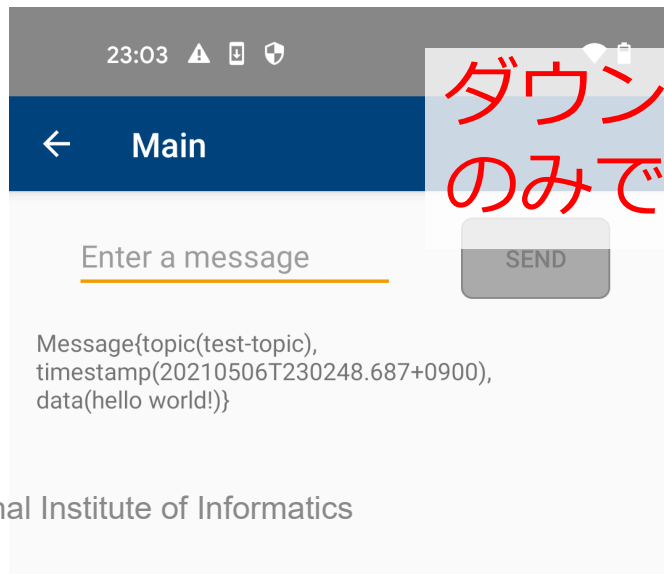 23:03
ダウン
のみで
Main
Enter a message
SEND
Message{topic(test-topic),
timestamp(20210506T230248.687+0900),
data(hello world!)}
nal Institute of Informatics